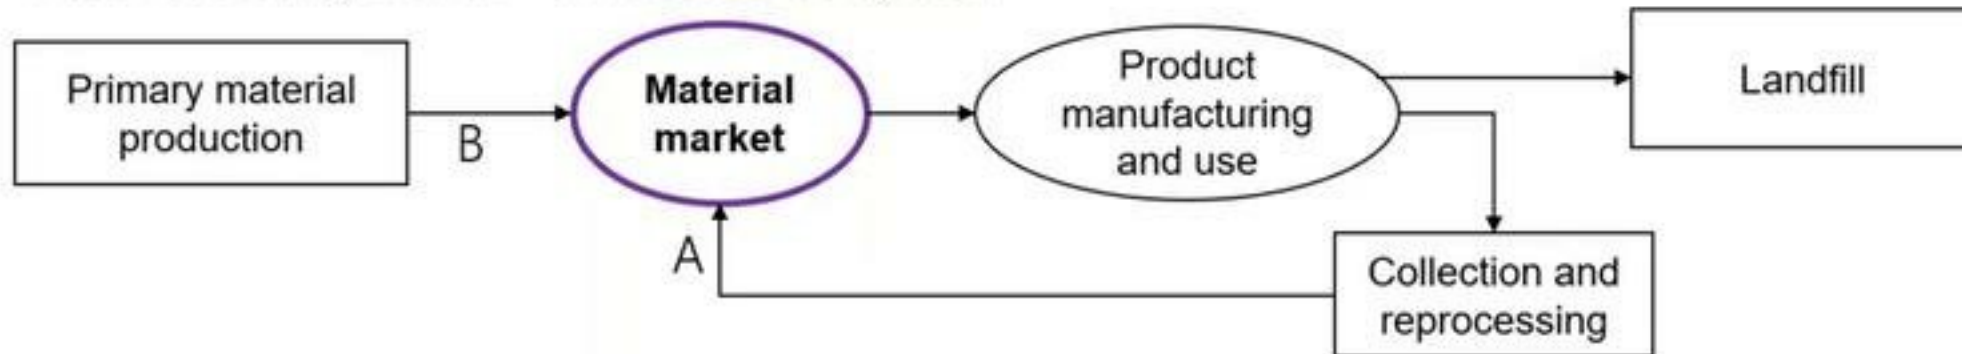 Primary material
production
B
Material
market
A
Product
manufacturing
and use
Landfill
Collection and
reprocessing